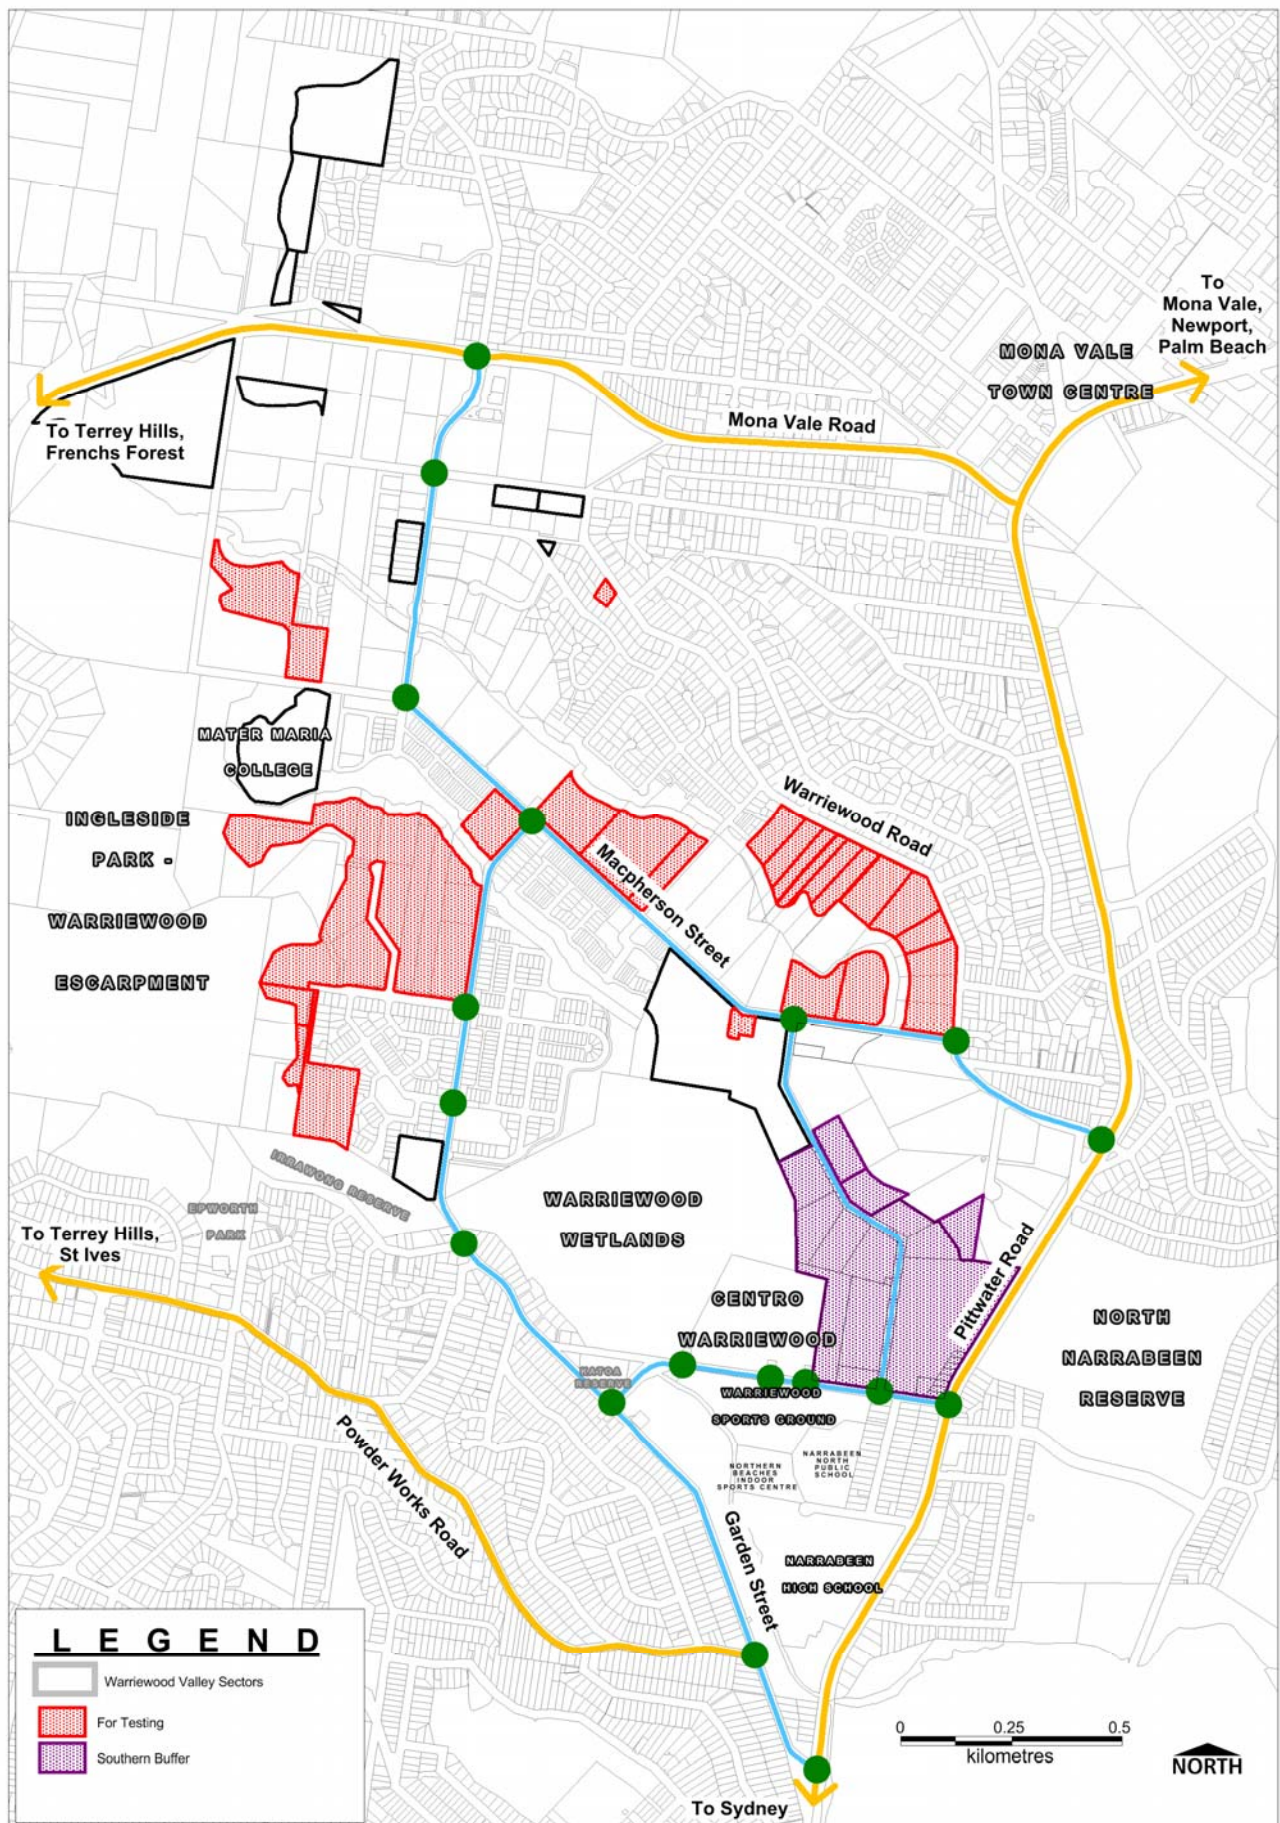 To
Mona Vale,
Newport,
Palm Beach
MONA VALE
TOWN CENTRE
Mona Vale Road
To Terrey Hills,
Frenchs Forest
MATER MARIA
COLLEGE
INGLESIDE
PARK -
WARRIEWOOD
ESCARPMENT
Warriewood Road
Macpherson Street
IRRAWONG RESERVE
EPWORTH
PARK
To Terrey Hills,
St Ives
WARRIEWOOD
WETLANDS
CENTRO
WARRIEWOOD
Pittwater Road
NORTH
NARRABEEN
RESERVE
KATOA
RESERVE
WARRIEWOOD
SPORTS GROUND
NARRABEEN
NORTH
PUBLIC
SCHOOL
NORTHERN
BEACHES
INDOOR
SPORTS CENTRE
Powder Works Road
Garden Street
NARRABEEN
HIGH SCHOOL
LEGEND
Warriewood Valley Sectors
For Testing
Southern Buffer
0 0.25 0.5
kilometres
NORTH
To Sydney